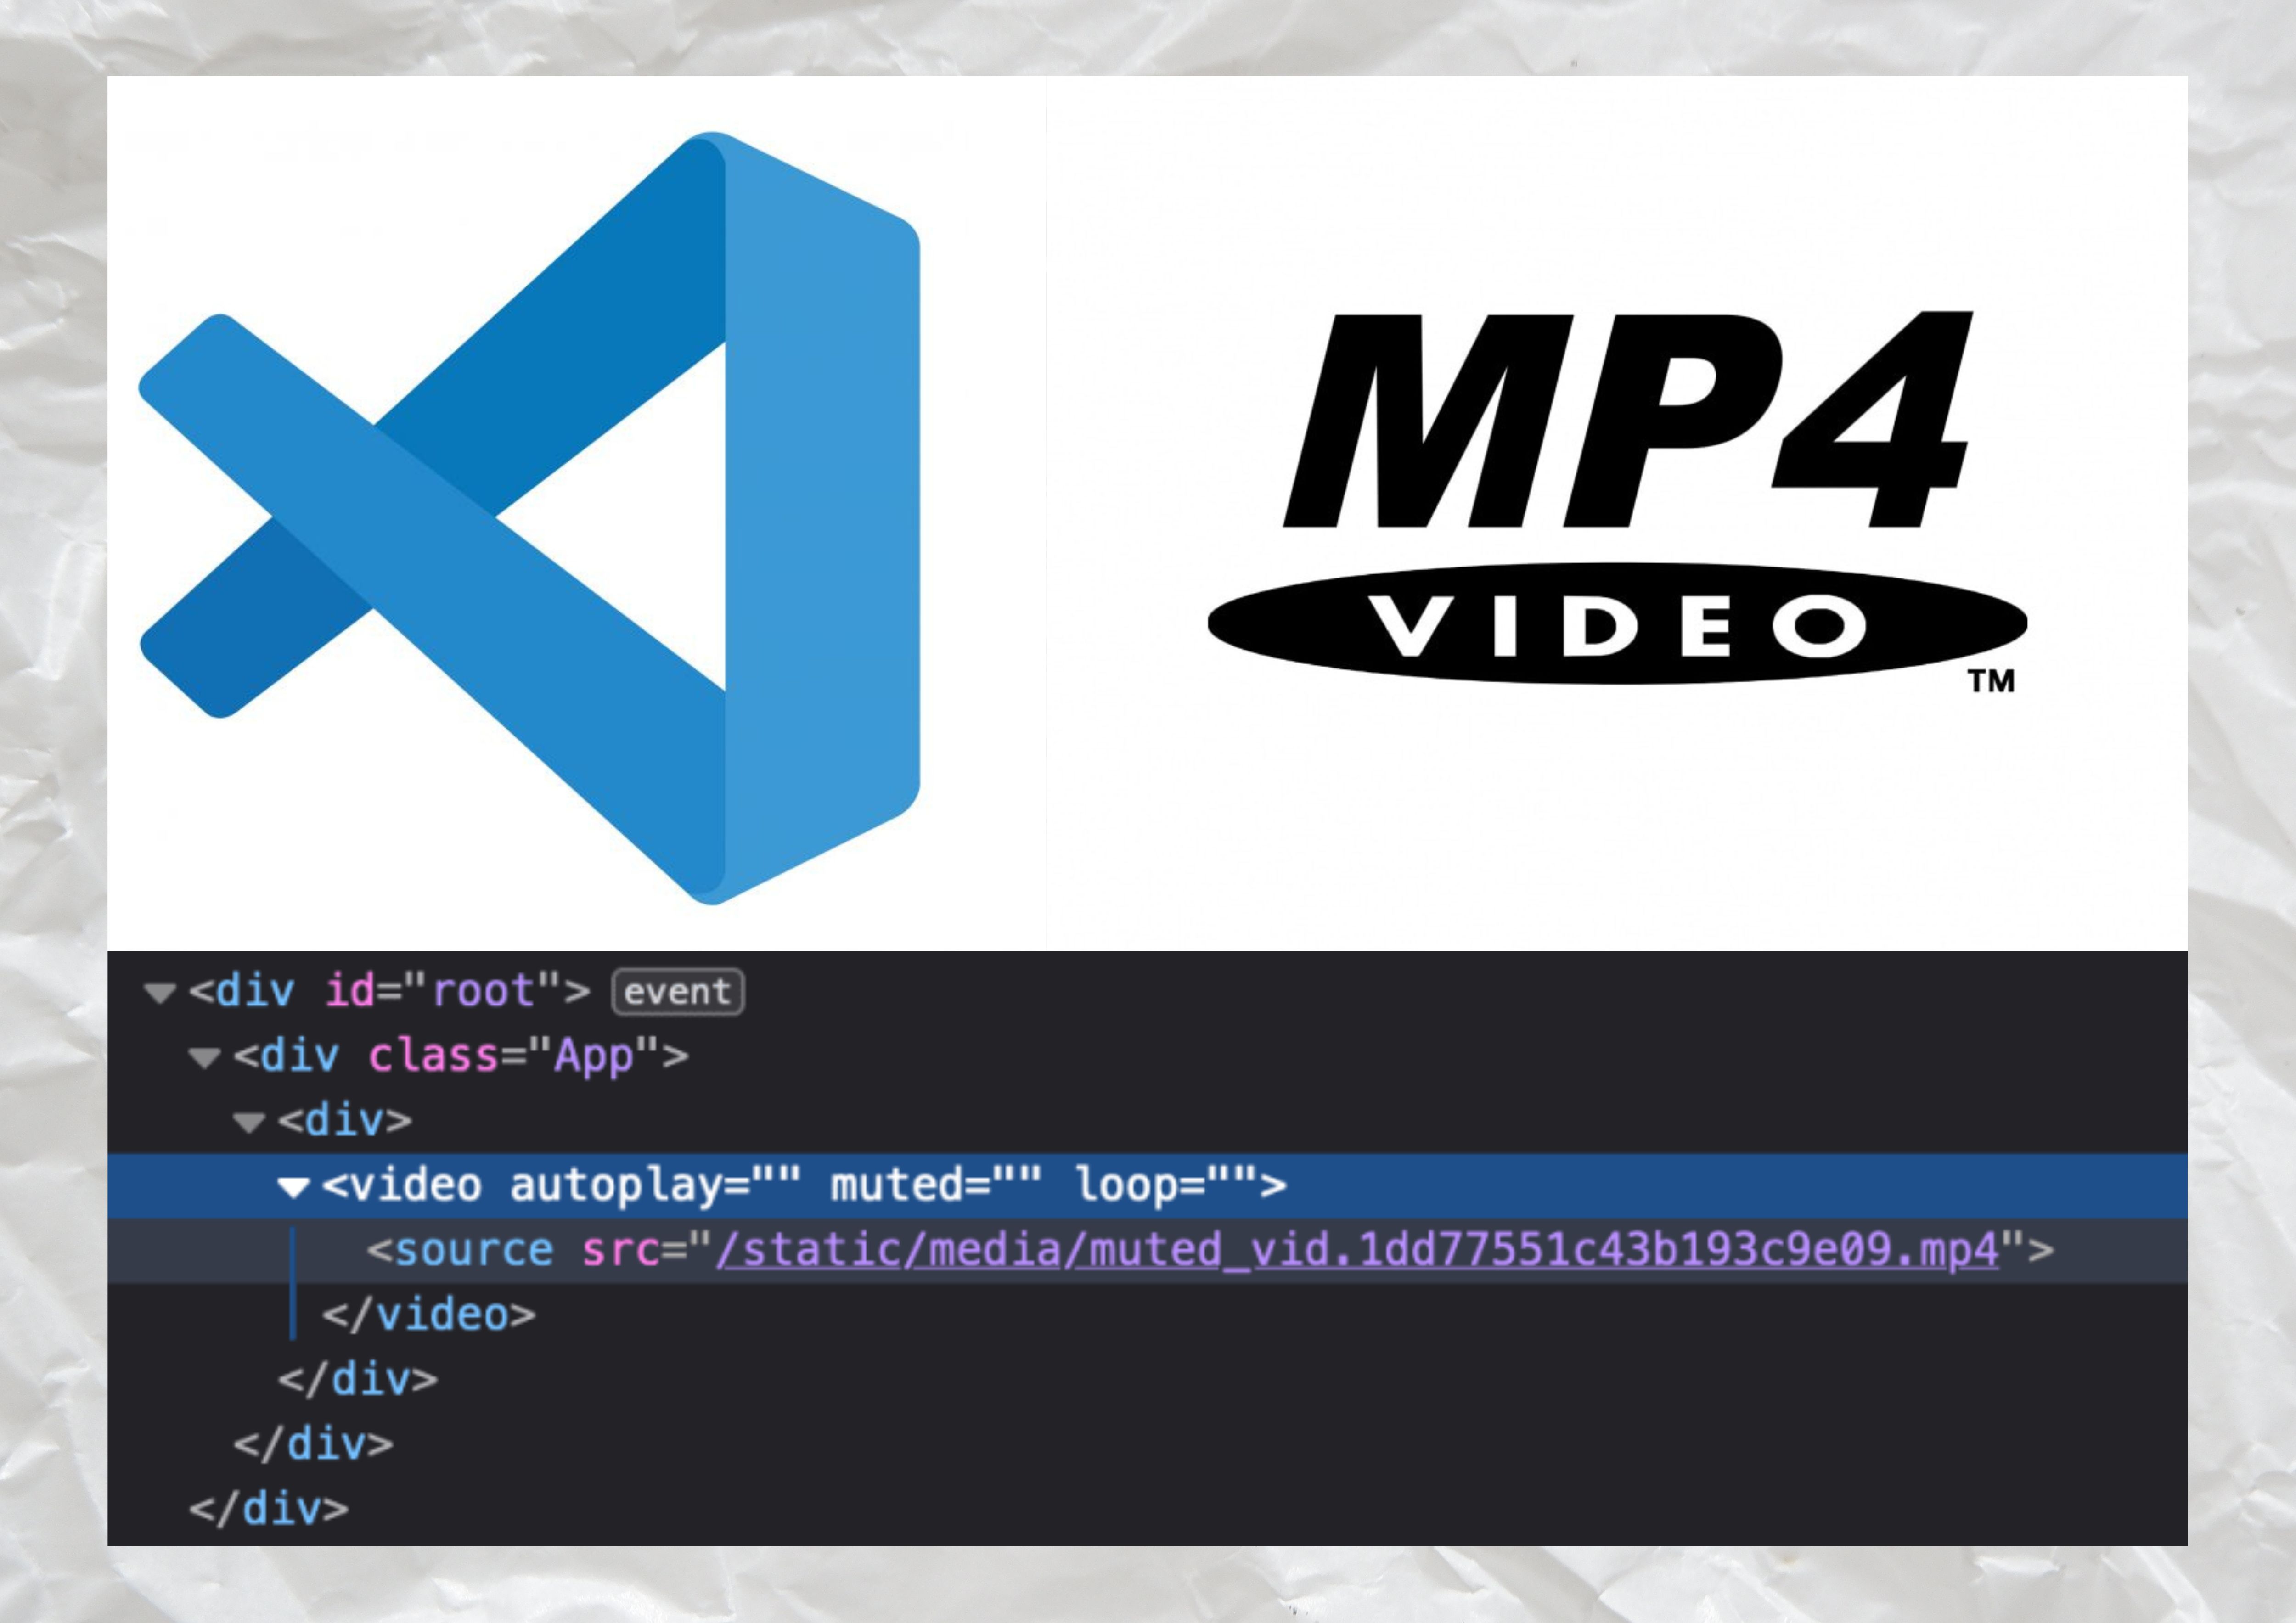 MP4
VIDEO
TM
<div id="root"> event
<div class="App">
<div>
<video autoplay="" muted="" loop="">
<source src="/static/media/muted_vid.1dd77551c43b193c9e09.mp4">
</video>
</div>
</div>
</div>